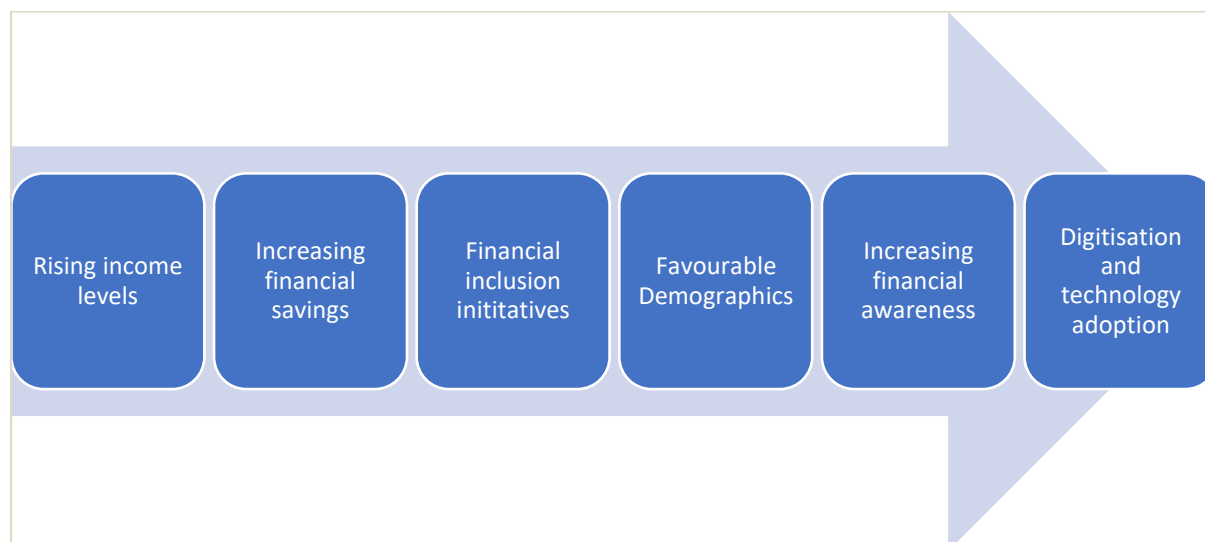 Rising income
levels
Increasing
financial
savings
Financial
inclusion
inititatives
Favourable
Demographics
Increasing
financial
awareness
Digitisation
and
technology
adoption